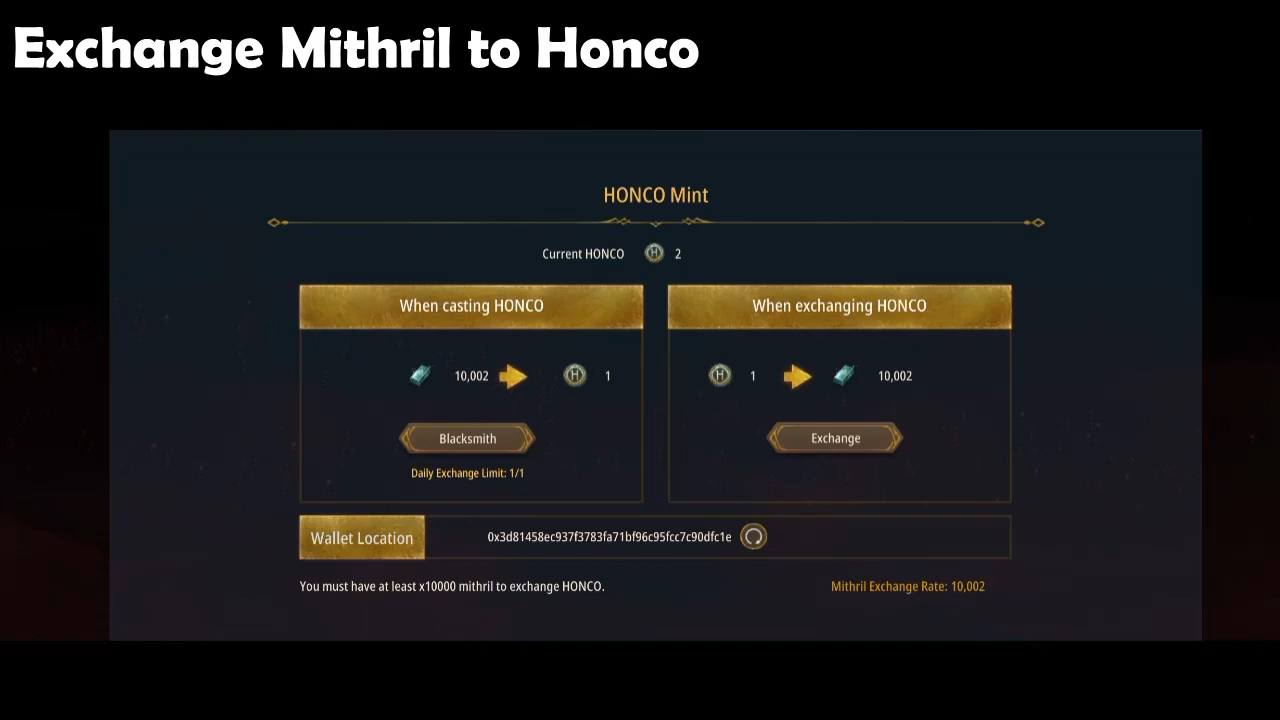 Exchange Mithril to Honco
HONCO Mint
Current HONCO H 2
When casting HONCO
10,002 H 1
Blacksmith
Daily Exchange Limit: 1/1
When exchanging HONCO
H 1 10,002
Exchange
Wallet Location 0x3d81458ec937f3783fa71bf96c95fcc7c90dfc1e
You must have at least x10000 mithril to exchange HONCO.
Mithril Exchange Rate: 10,002